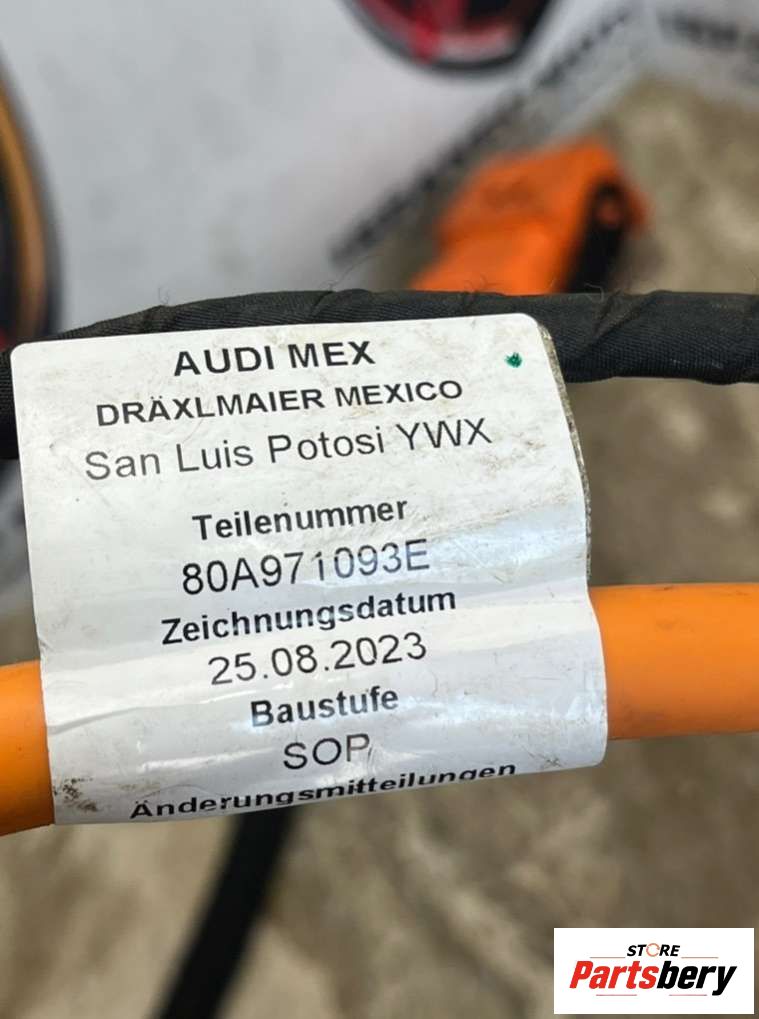 AUDI MEX
DRÄXLMAIER MEXICO
San Luis Potosi YWX
Teilenummer
80A971093E
Zeichnungsdatum
25.08.2023
Baustufe
SOP
Änderungsmitteilungen
STORE
Partsbery